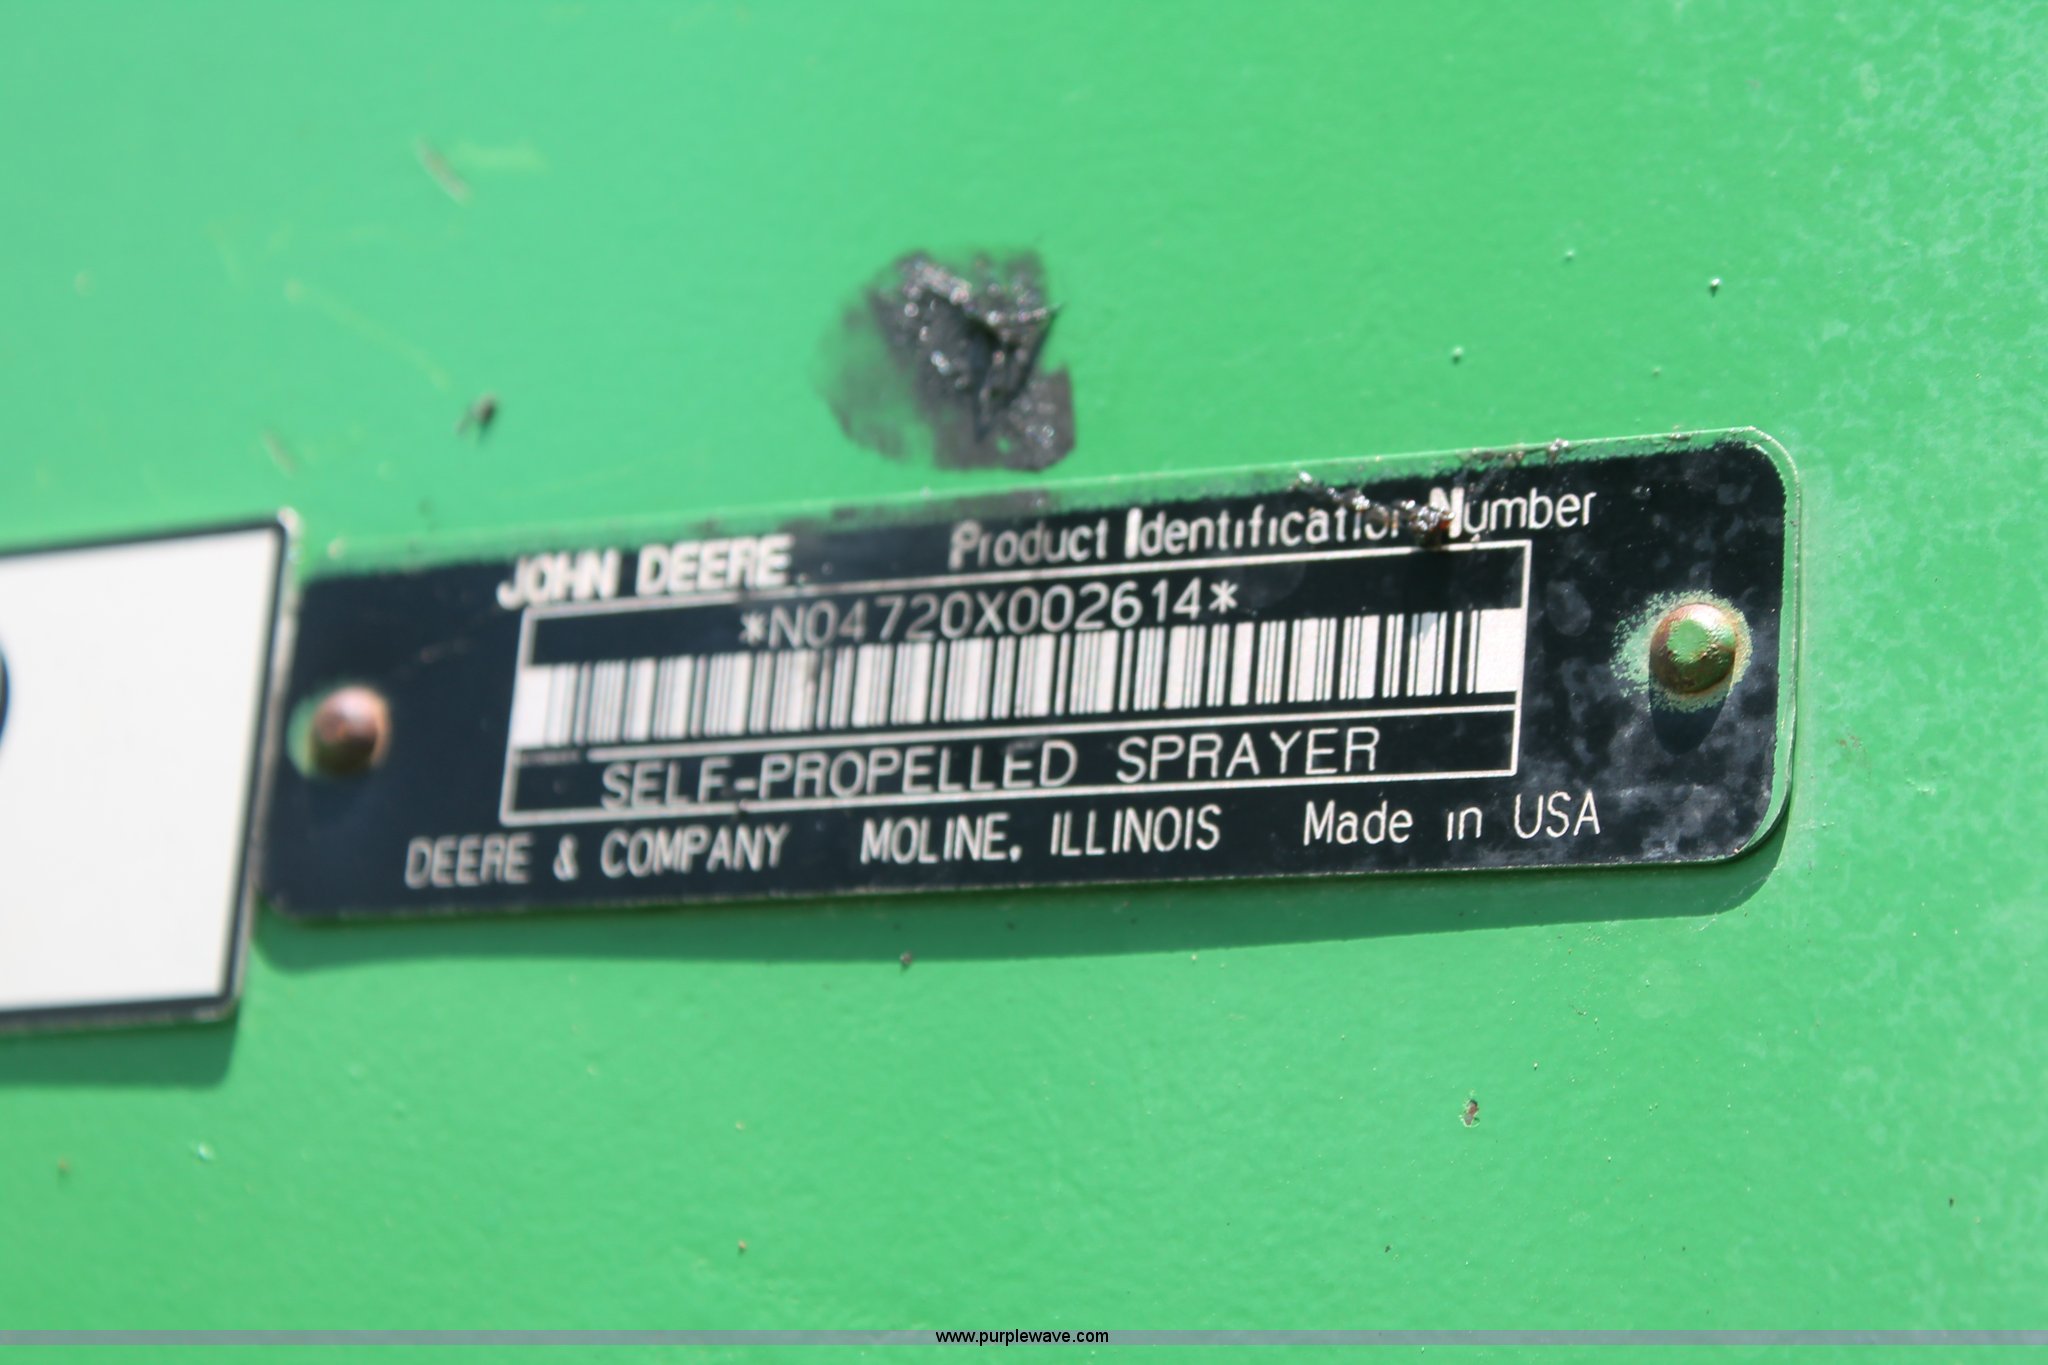 JOHN DEERE Product Identification Number
*N04720X002614*
SELF-PROPELLED SPRAYER
DEERE & COMPANY MOLINE, ILLINOIS Made in USA
www.purplewave.com